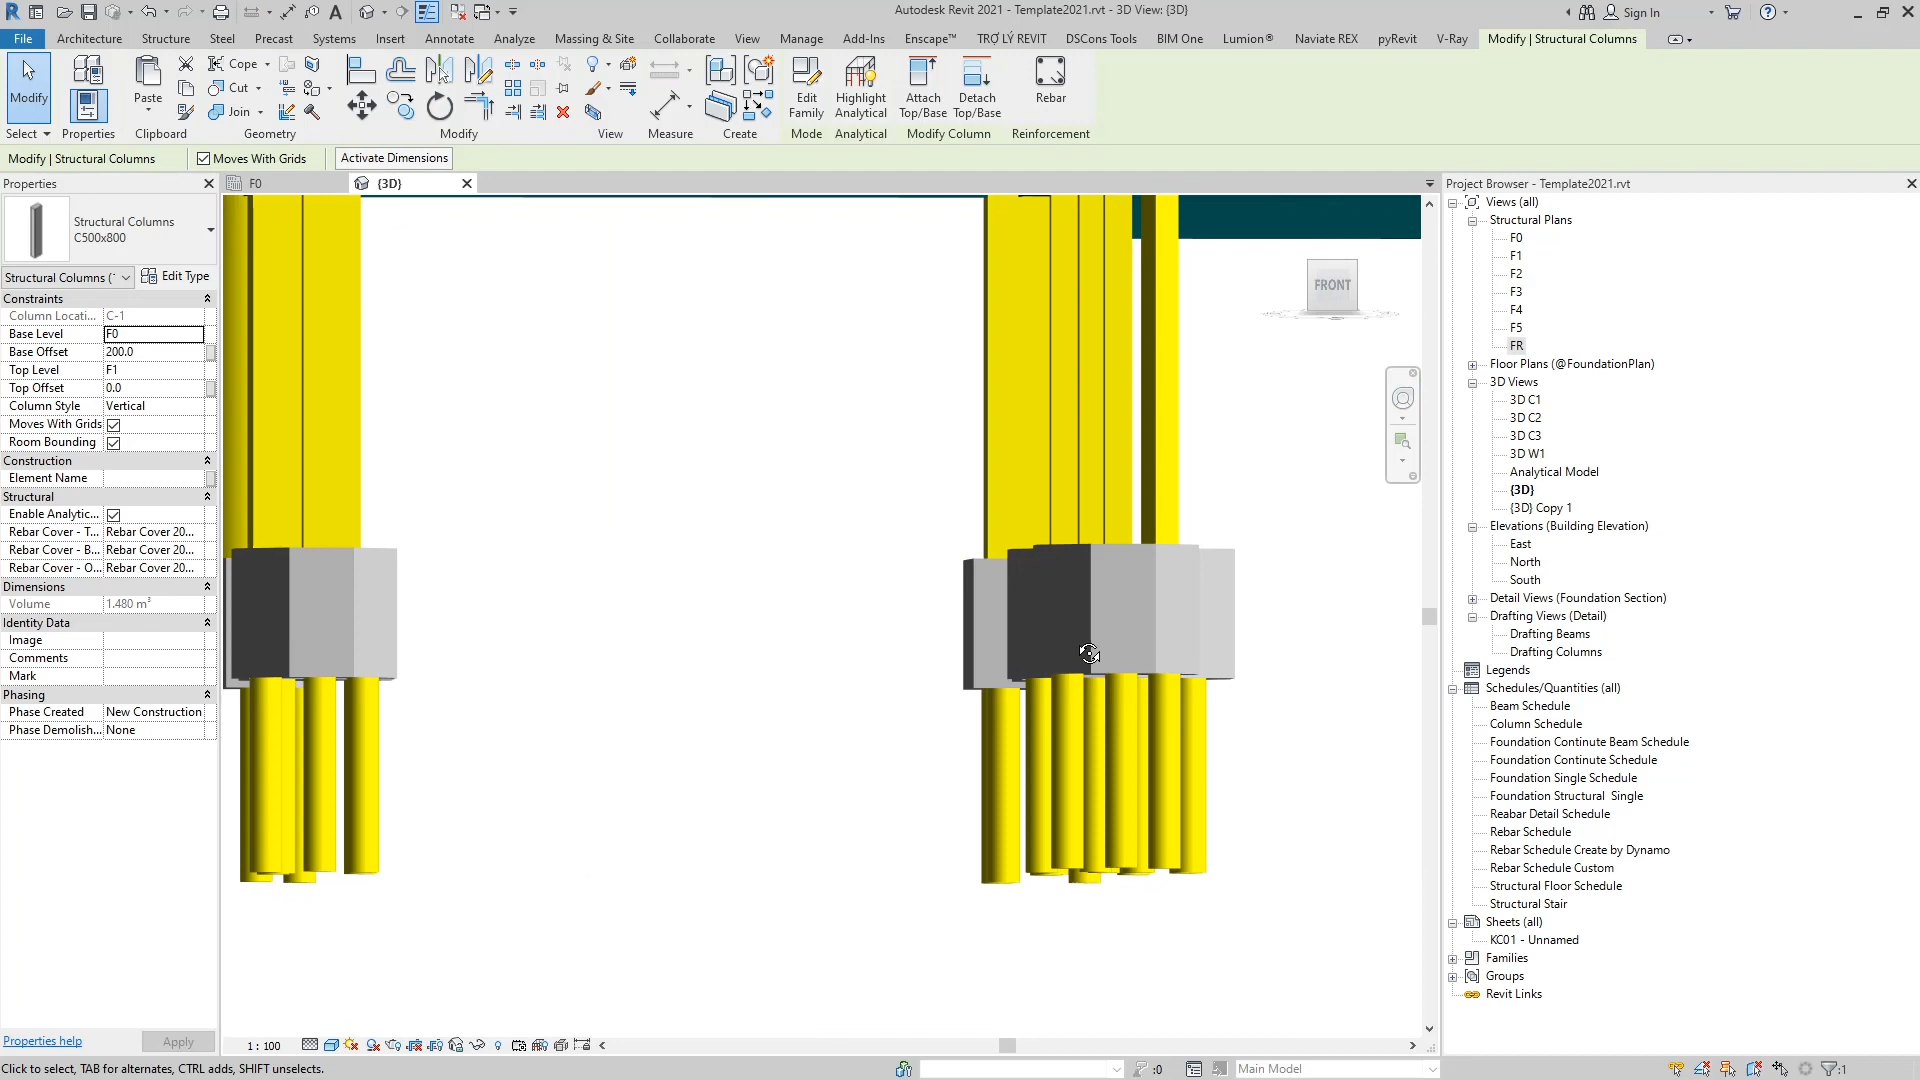 Autodesk Revit 2021 - Template2021.rvt - 3D View: {3D}
Sign In
File
Architecture
Structure
Steel
Precast
Systems
Insert
Annotate
Analyze
Massing & Site
Collaborate
View
Manage
Add-Ins
Enscape™
TRỢ LÝ REVIT
DSCons Tools
BIM One
Lumion®
Naviate REX
pyRevit
V-Ray
Modify | Structural Columns
Modify
Paste
Cope
Cut
Join
Edit Family
Highlight Analytical
Attach Top/Base
Detach Top/Base
Rebar
Select
Properties
Clipboard
Geometry
Modify
View
Measure
Create
Mode
Analytical
Modify Column
Reinforcement
Modify | Structural Columns
Moves With Grids
Activate Dimensions
Properties
F0
{3D}
Project Browser - Template2021.rvt
Structural Columns
C500x800
Structural Columns (
Edit Type
Constraints
Column Locati... C-1
Base Level F0
Base Offset 200.0
Top Level F1
Top Offset 0.0
Column Style Vertical
Moves With Grids
Room Bounding
Construction
Element Name
Structural
Enable Analytic...
Rebar Cover - T... Rebar Cover 20...
Rebar Cover - B... Rebar Cover 20...
Rebar Cover - O... Rebar Cover 20...
Dimensions
Volume 1.480 m³
Identity Data
Image
Comments
Mark
Phasing
Phase Created New Construction
Phase Demolish... None
Properties help
Apply
FRONT
Views (all)
Structural Plans
F0
F1
F2
F3
F4
F5
FR
Floor Plans (@FoundationPlan)
3D Views
3D C1
3D C2
3D C3
3D W1
Analytical Model
{3D}
{3D} Copy 1
Elevations (Building Elevation)
East
North
South
Detail Views (Foundation Section)
Drafting Views (Detail)
Drafting Beams
Drafting Columns
Legends
Schedules/Quantities (all)
Beam Schedule
Column Schedule
Foundation Continute Beam Schedule
Foundation Continute Schedule
Foundation Single Schedule
Foundation Structural Single
Reabar Detail Schedule
Rebar Schedule
Rebar Schedule Create by Dynamo
Rebar Schedule Custom
Structural Floor Schedule
Structural Stair
Sheets (all)
KC01 - Unnamed
Families
Groups
Revit Links
1 : 100
Click to select, TAB for alternates, CTRL adds, SHIFT unselects.
:0
Main Model
:1